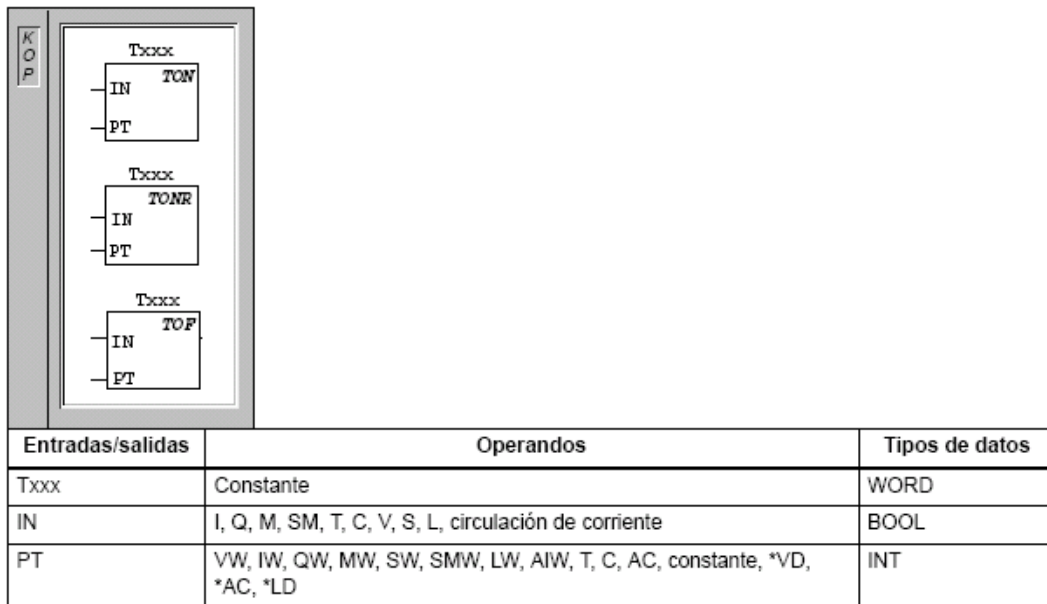 KOP
Txxx
TON
IN
PT
Txxx
TONR
IN
PT
Txxx
TOF
IN
PT
Entradas/salidas Operandos Tipos de datos
Txxx Constante WORD
IN I, Q, M, SM, T, C, V, S, L, circulación de corriente BOOL
PT VW, IW, QW, MW, SW, SMW, LW, AIW, T, C, AC, constante, *VD, INT
*AC, *LD